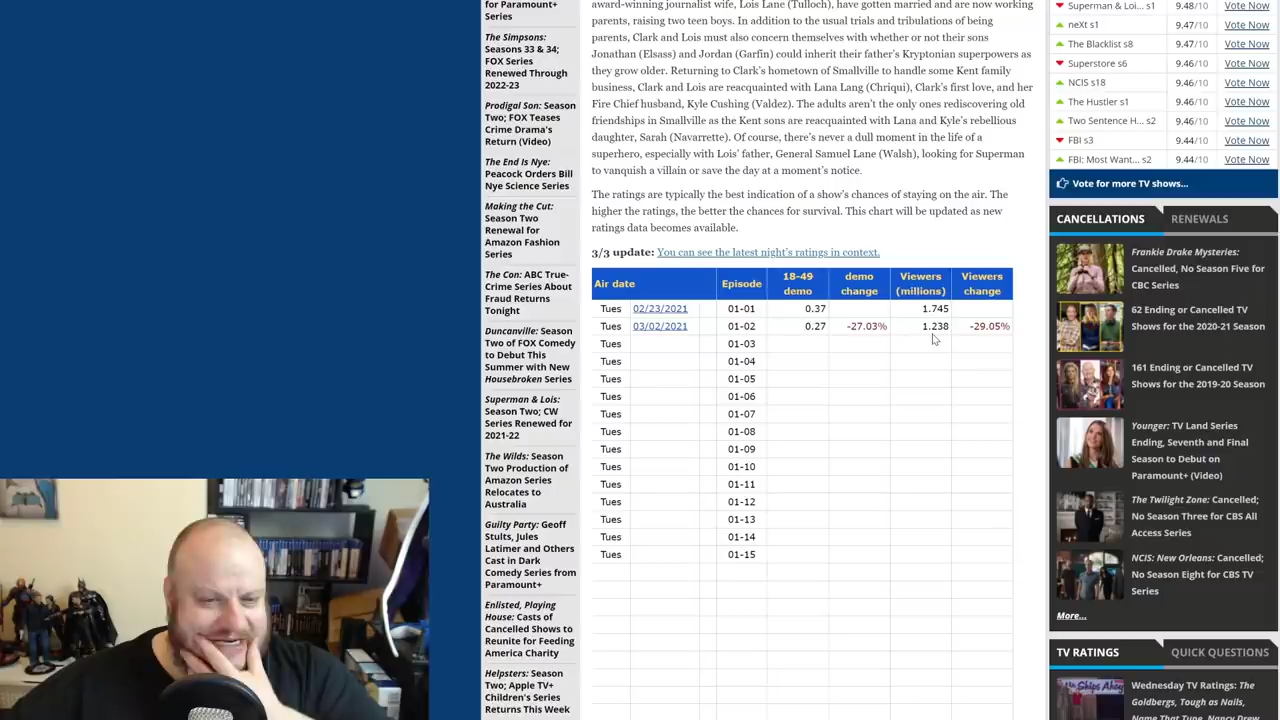 for Paramount+
Series
The Simpsons:
Seasons 33 & 34;
FOX Series
Renewed Through
2022-23
Prodigal Son: Season
Two; FOX Teases
Crime Drama's
Return (Video)
The End Is Nye:
Peacock Orders Bill
Nye Science Series
Making the Cut:
Season Two
Renewal for
Amazon Fashion
Series
The Con: ABC True-
Crime Series About
Fraud Returns
Tonight
Duncanville: Season
Two of FOX Comedy
to Debut This
Summer with New
Housebroken Series
Superman & Lois:
Season Two; CW
Series Renewed for
2021-22
The Wilds: Season
Two Production of
Amazon Series
Relocates to
Australia
Guilty Party: Geoff
Stults, Jules
Latimer and Others
Cast in Dark
Comedy Series from
Paramount+
Enlisted, Playing
House: Casts of
Cancelled Shows to
Reunite for Feeding
America Charity
Helpsters: Season
Two; Apple TV+
Children's Series
Returns This Week
award-winning journalist wife, Lois Lane (Tulloch), have gotten married and are now working
parents, raising two teen boys. In addition to the usual trials and tribulations of being
parents, Clark and Lois must also concern themselves with whether or not their sons
Jonathan (Elsass) and Jordan (Garfin) could inherit their father's Kryptonian superpowers as
they grow older. Returning to Clark's hometown of Smallville to handle some Kent family
business, Clark and Lois are reacquainted with Lana Lang (Chriqui), Clark's first love, and her
Fire Chief husband, Kyle Cushing (Valdez). The adults aren't the only ones rediscovering old
friendships in Smallville as the Kent sons are reacquainted with Lana and Kyle's rebellious
daughter, Sarah (Navarrette). Of course, there's never a dull moment in the life of a
superhero, especially with Lois' father, General Samuel Lane (Walsh), looking for Superman
to vanquish a villain or save the day at a moment's notice.
The ratings are typically the best indication of a show's chances of staying on the air. The
higher the ratings, the better the chances for survival. This chart will be updated as new
ratings data becomes available.
3/3 update: You can see the latest night's ratings in context.
Air date Episode 18-49 demo demo change Viewers (millions) Viewers change
Tues 02/23/2021 01-01 0.37 1.745
Tues 03/02/2021 01-02 0.27 -27.03% 1.238 -29.05%
Tues 01-03
Tues 01-04
Tues 01-05
Tues 01-06
Tues 01-07
Tues 01-08
Tues 01-09
Tues 01-10
Tues 01-11
Tues 01-12
Tues 01-13
Tues 01-14
Tues 01-15
Superman & Loi... s1 9.48/10 Vote Now
neXt s1 9.47/10 Vote Now
The Blacklist s8 9.47/10 Vote Now
Superstore s6 9.46/10 Vote Now
NCIS s18 9.46/10 Vote Now
The Hustler s1 9.46/10 Vote Now
Two Sentence H... s2 9.46/10 Vote Now
FBI s3 9.44/10 Vote Now
FBI: Most Want... s2 9.44/10 Vote Now
Vote for more TV shows...
CANCELLATIONS RENEWALS
Frankie Drake Mysteries:
Cancelled, No Season Five for
CBC Series
62 Ending or Cancelled TV
Shows for the 2020-21 Season
161 Ending or Cancelled TV
Shows for the 2019-20 Season
Younger: TV Land Series
Ending, Seventh and Final
Season to Debut on
Paramount+ (Video)
The Twilight Zone: Cancelled;
No Season Three for CBS All
Access Series
NCIS: New Orleans: Cancelled;
No Season Eight for CBS TV
Series
More...
TV RATINGS QUICK QUESTIONS
Wednesday TV Ratings: The
Goldbergs, Tough as Nails,
Name That Tune, Nancy Drew